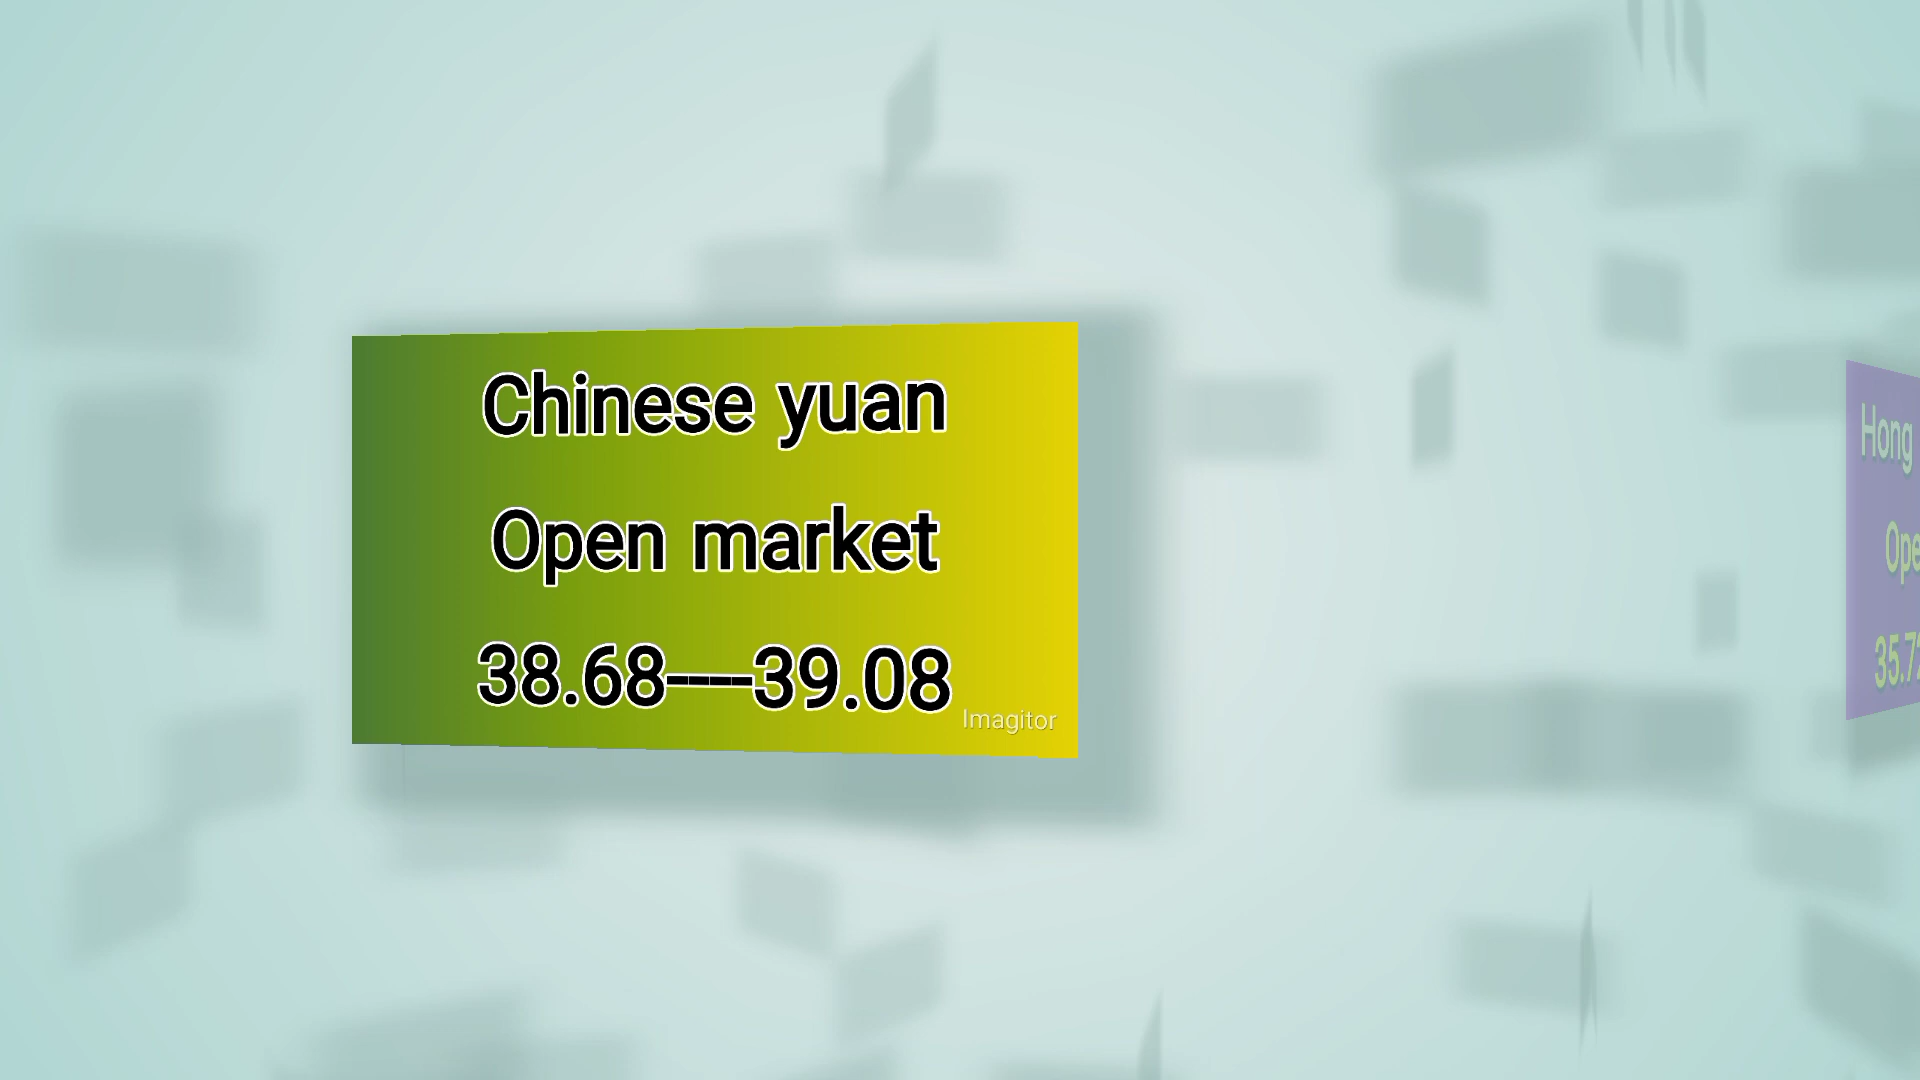 Chinese yuan
Open market
38.68----39.08
Imagitor
Hong